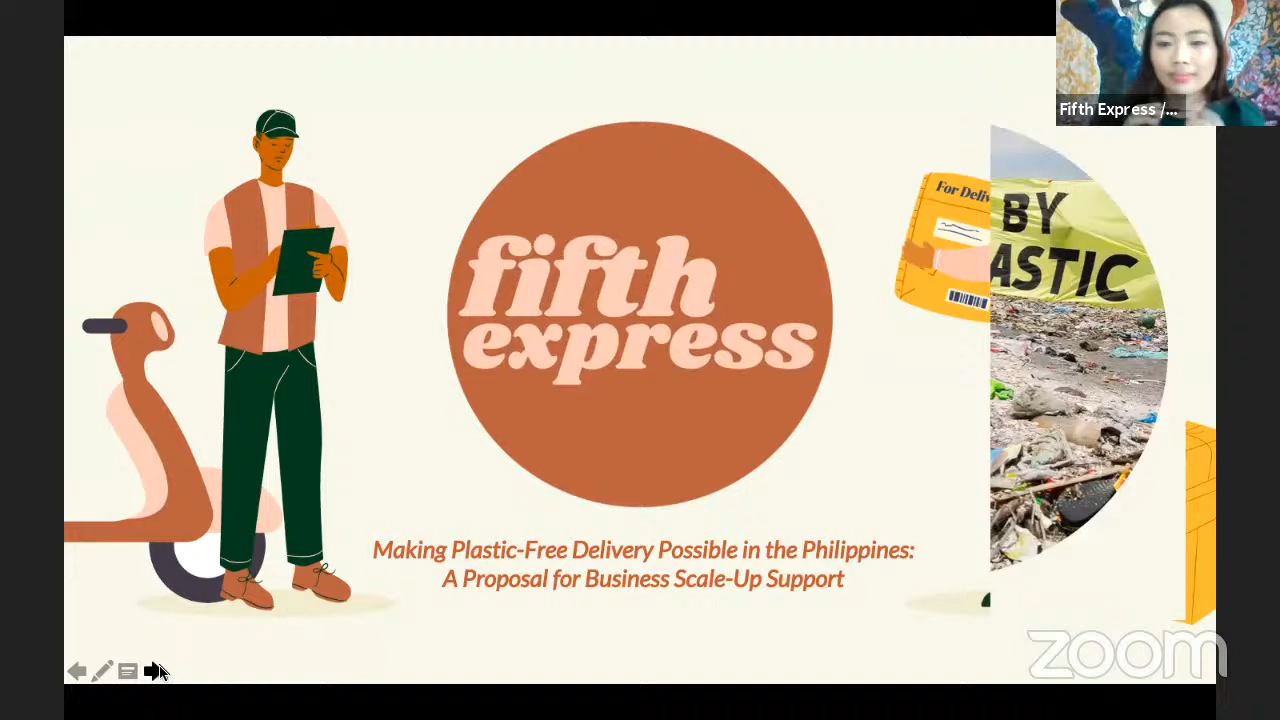 Fifth Express /...
For Deliv
BY
ASTIC
fifth
express
Making Plastic-Free Delivery Possible in the Philippines:
A Proposal for Business Scale-Up Support
zoom